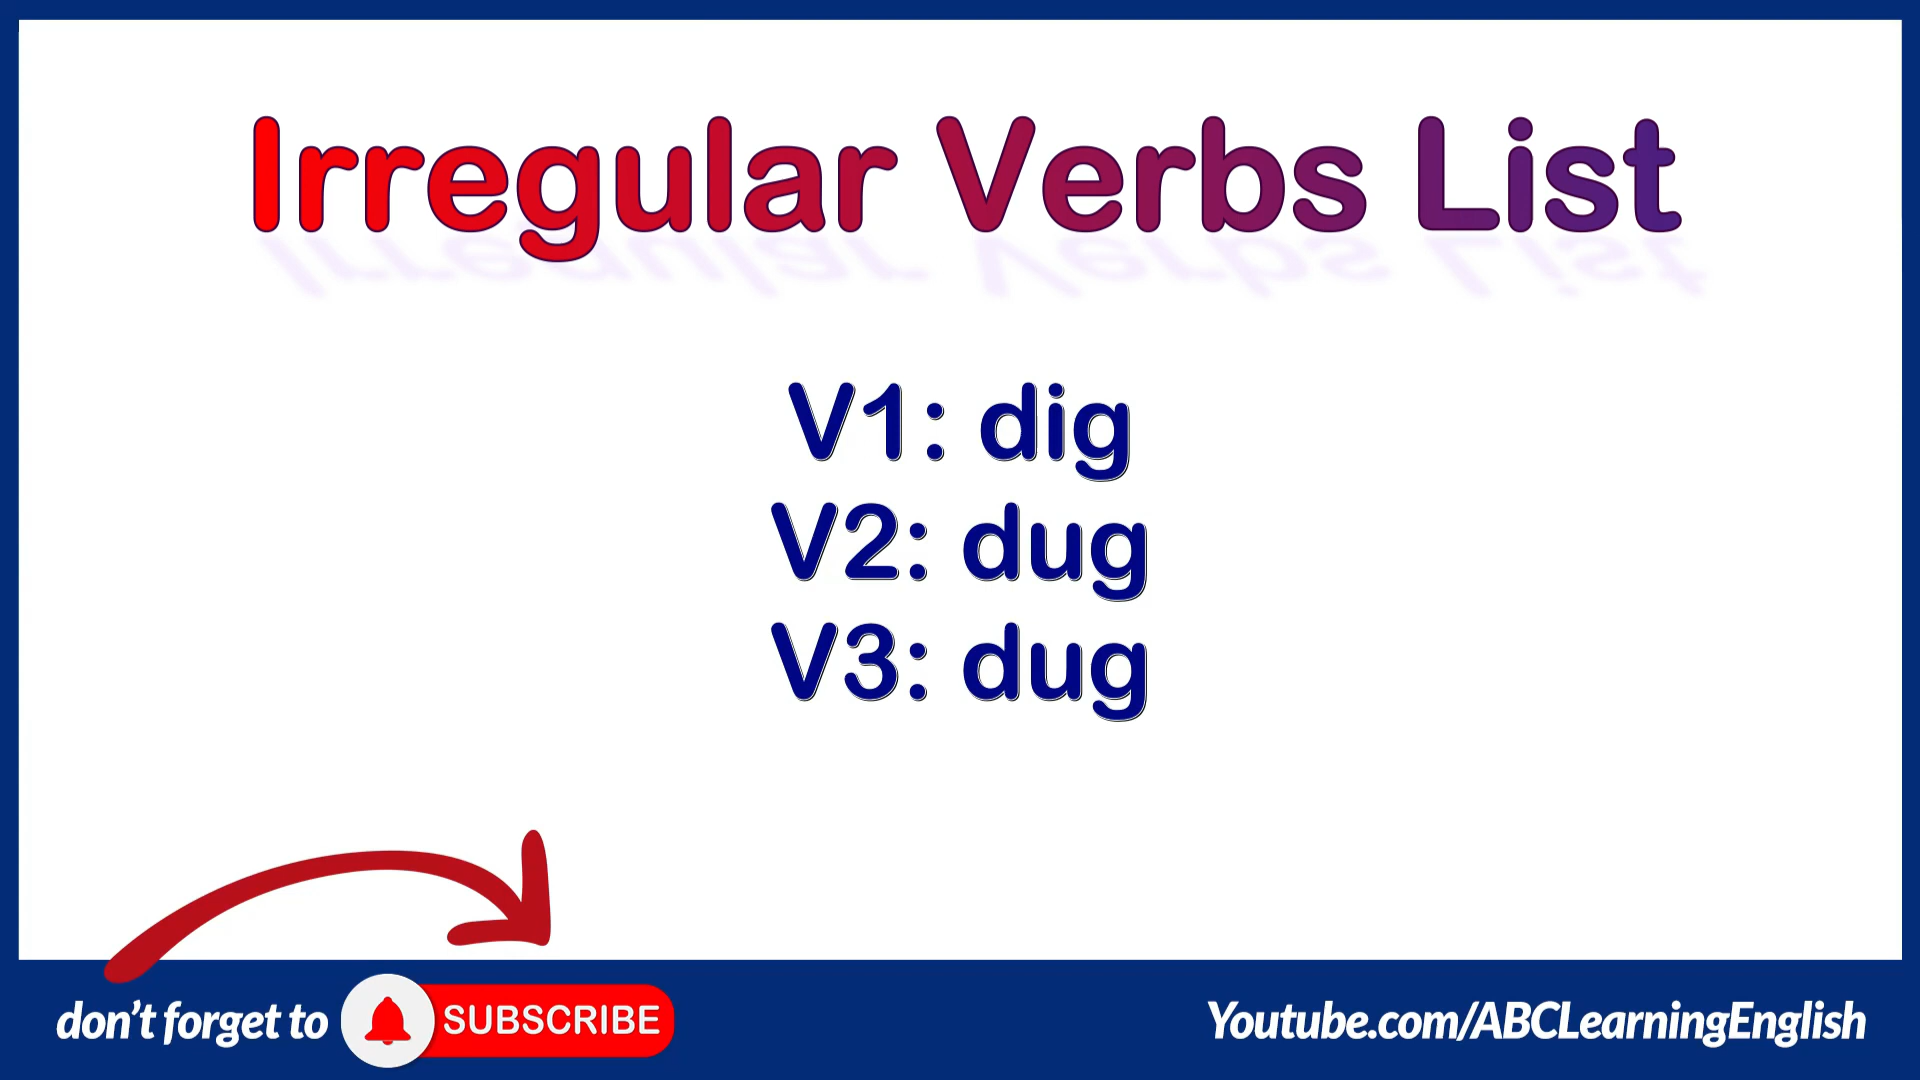 Irregular Verbs List
V1: dig
V2: dug
V3: dug
don't forget to SUBSCRIBE
Youtube.com/ABCLearningEnglish